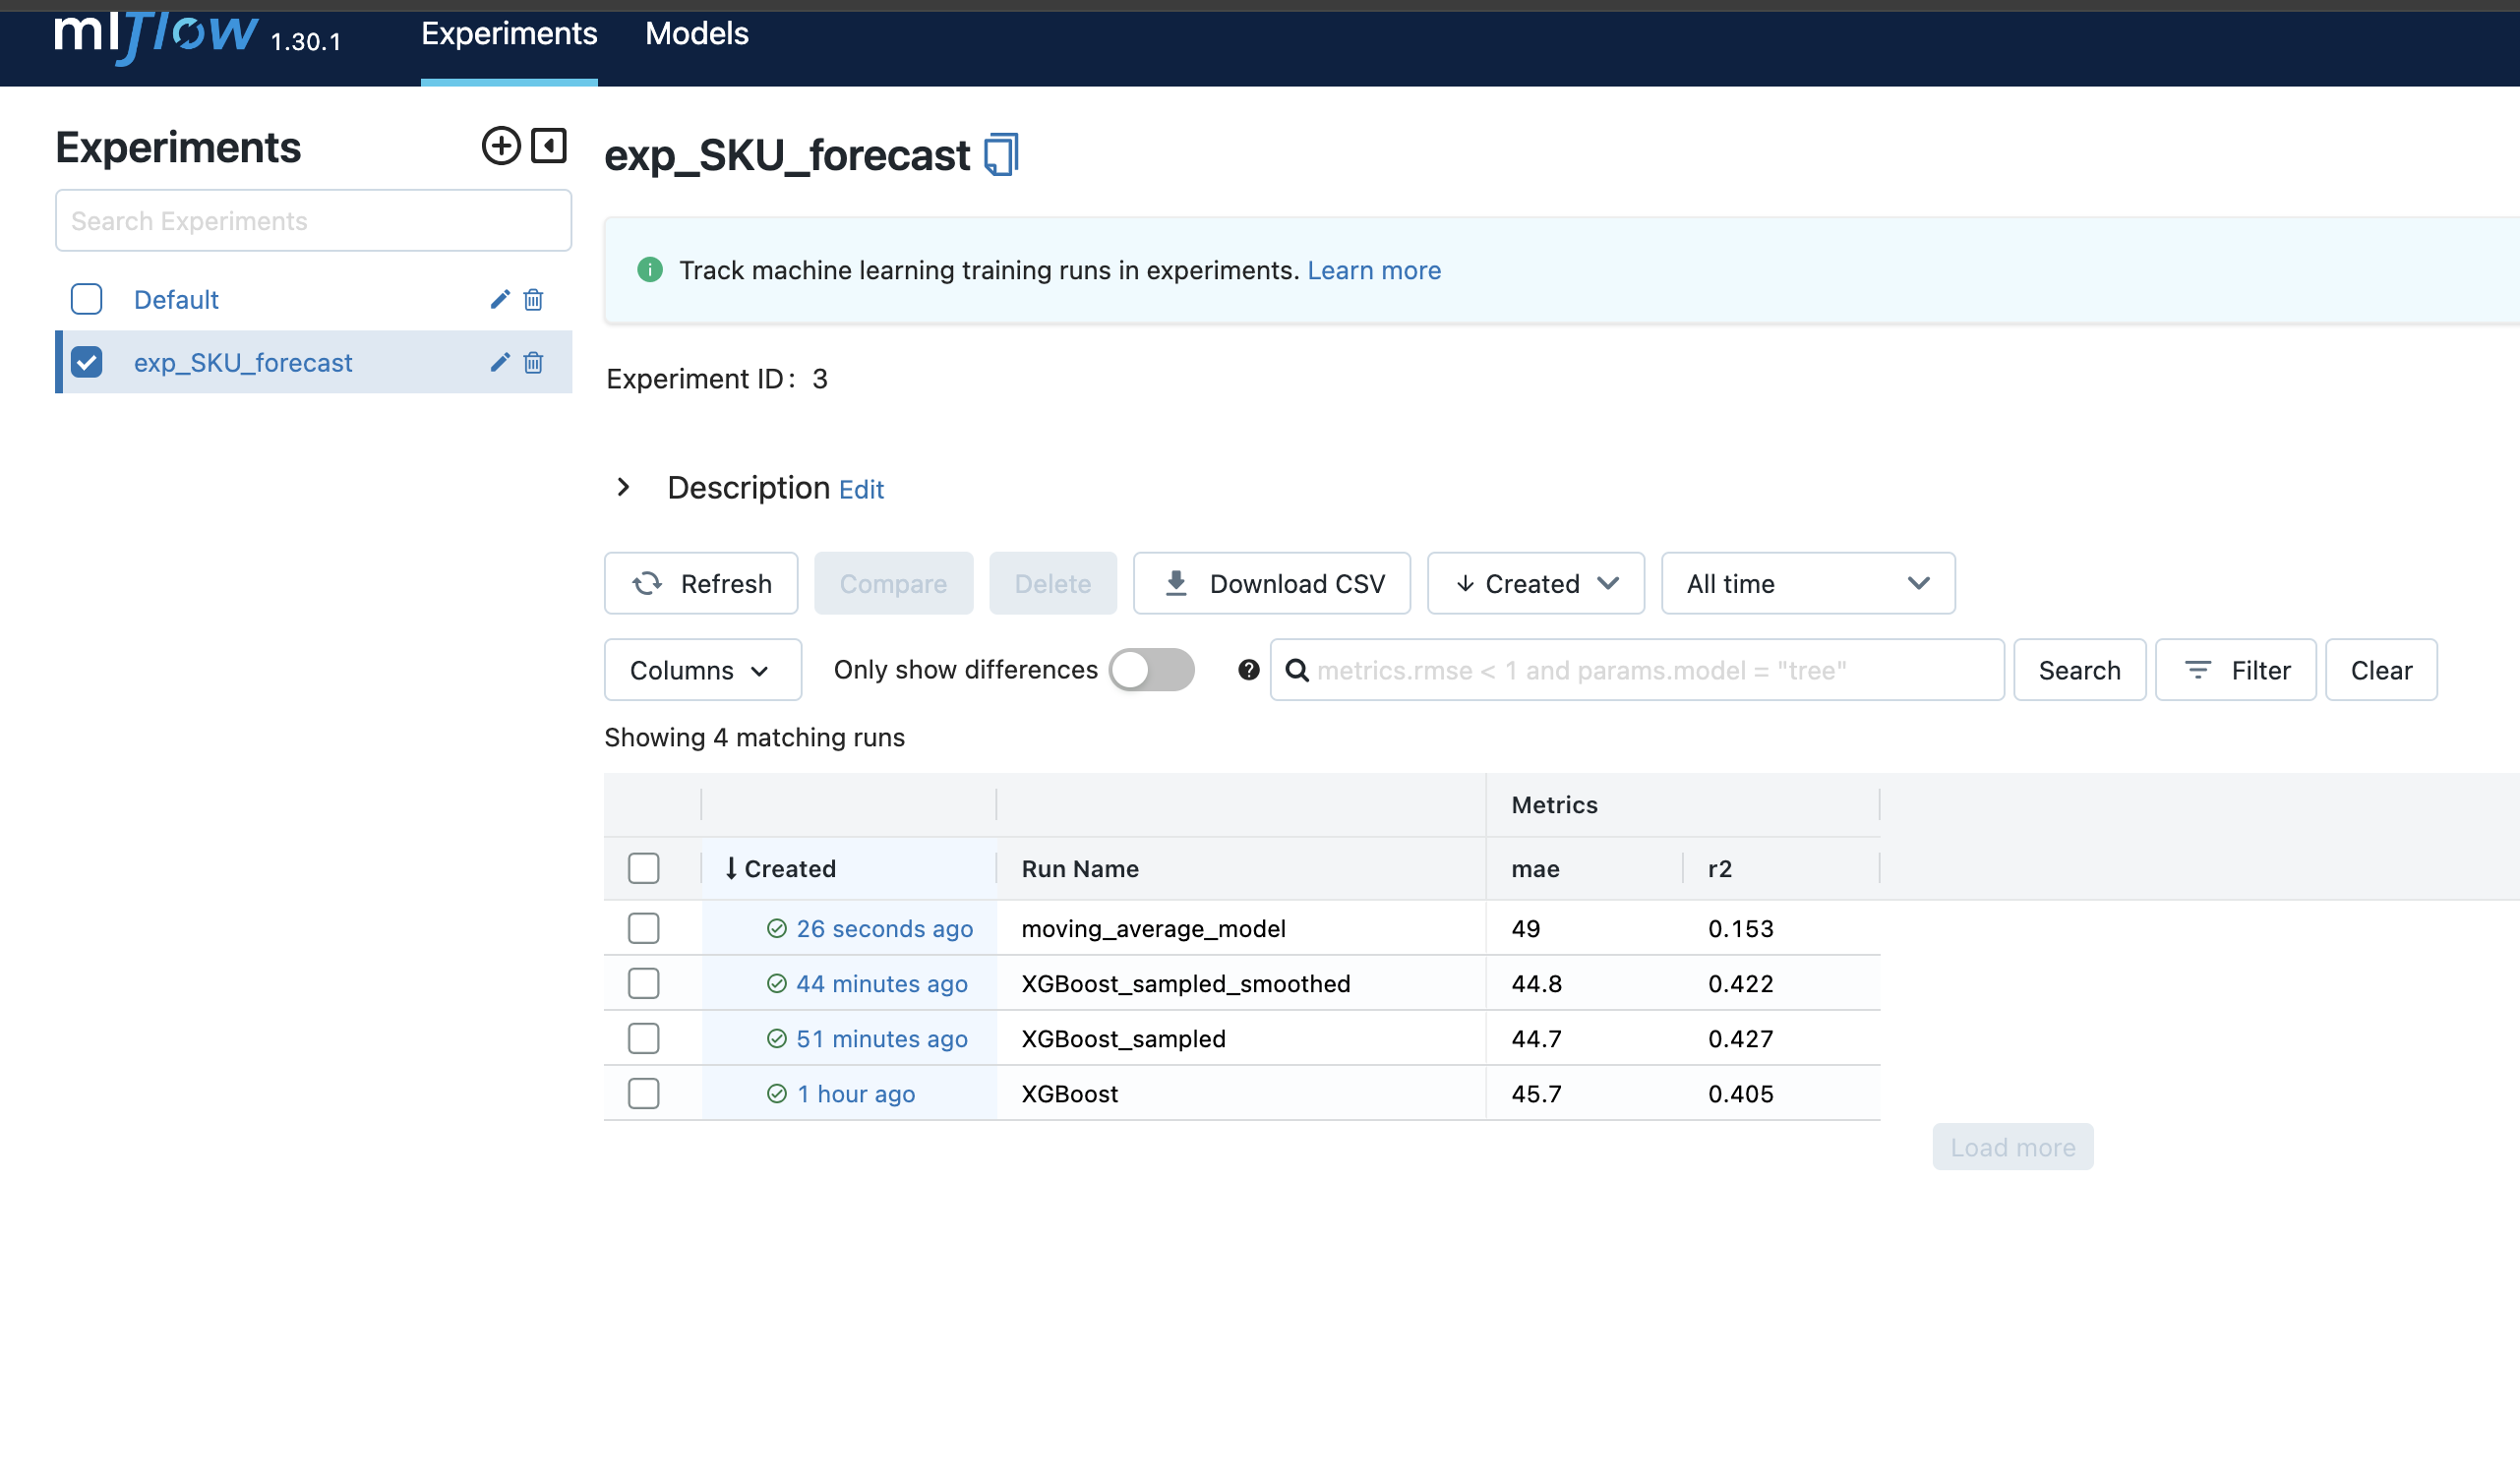 mlflow 1.30.1 Experiments Models
Experiments
Search Experiments
Default
exp_SKU_forecast
exp_SKU_forecast
Track machine learning training runs in experiments. Learn more
Experiment ID: 3
Description Edit
Refresh Compare Delete Download CSV Created All time
Columns Only show differences metrics.rmse < 1 and params.model = "tree" Search Filter Clear
Showing 4 matching runs
Metrics
Created Run Name mae r2
26 seconds ago moving_average_model 49 0.153
44 minutes ago XGBoost_sampled_smoothed 44.8 0.422
51 minutes ago XGBoost_sampled 44.7 0.427
1 hour ago XGBoost 45.7 0.405
Load more